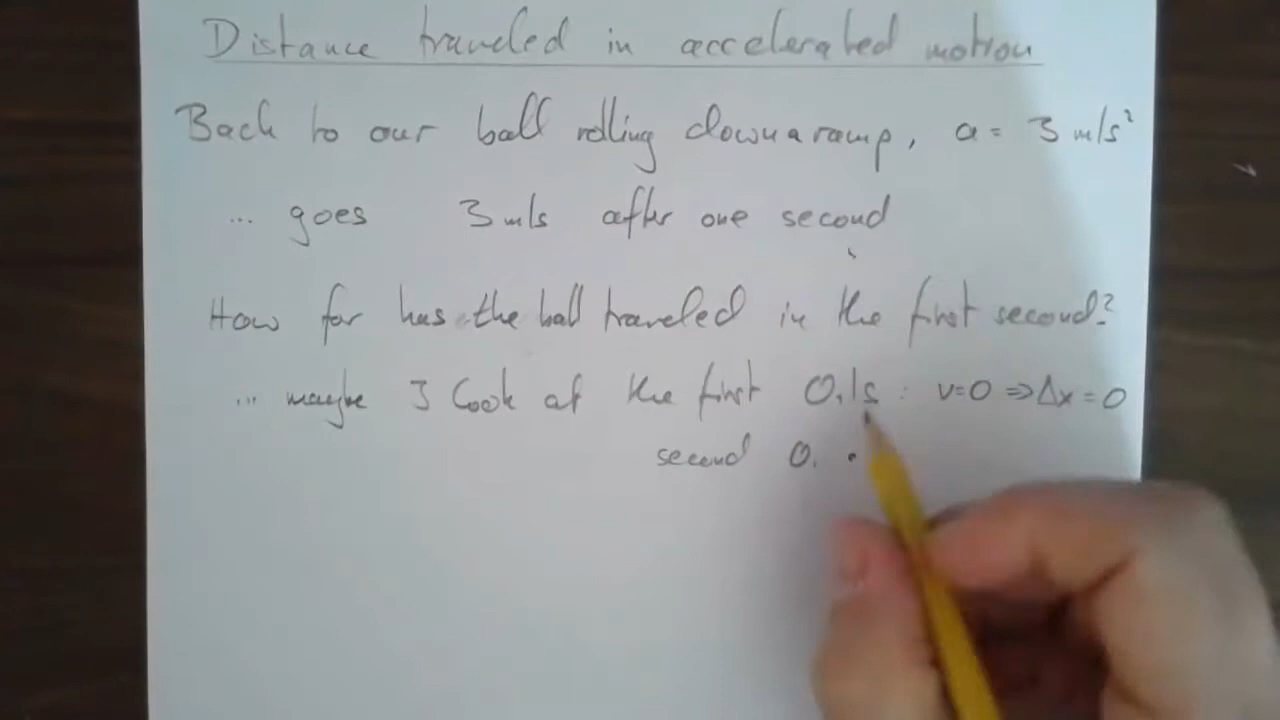 Distance traveled in accelerated motion
Back to our ball rolling down a ramp, a = 3 m/s²
... goes 3 m/s after one second
How far has the ball traveled in the first second?
... maybe I look at the first 0.1s : v=0 ⇒ Δx = 0
second 0.